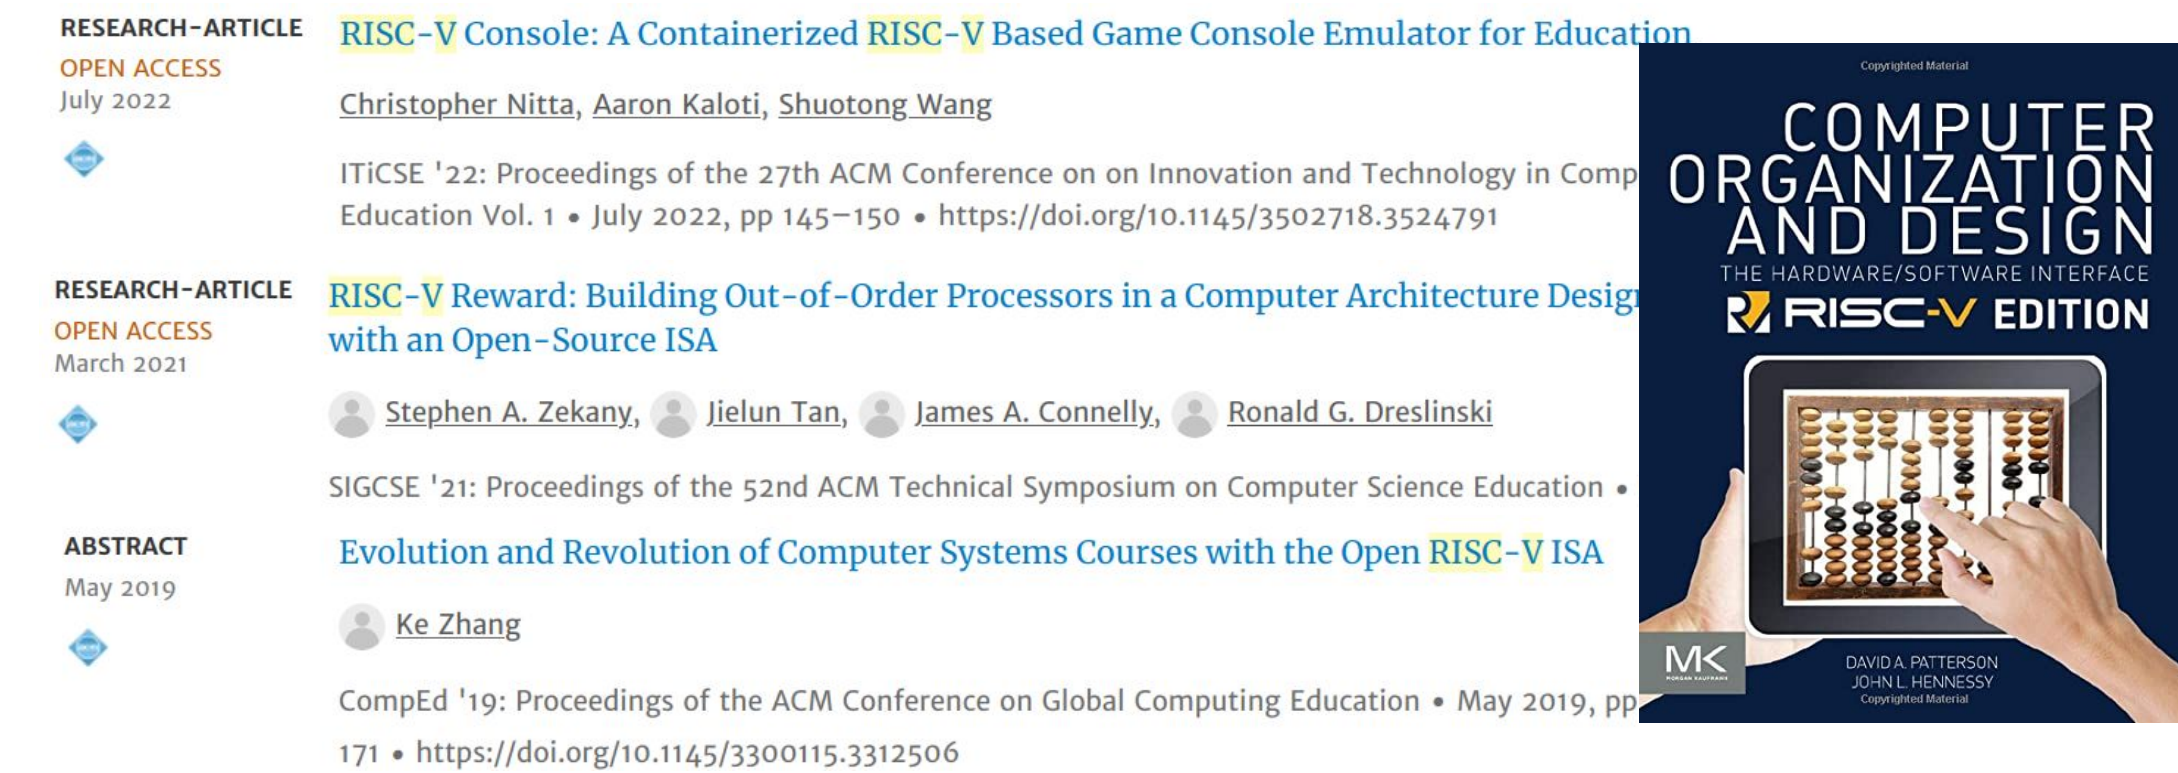 RESEARCH-ARTICLE
OPEN ACCESS
July 2022
RISC-V Console: A Containerized RISC-V Based Game Console Emulator for Education
Christopher Nitta, Aaron Kaloti, Shuotong Wang
ITiCSE '22: Proceedings of the 27th ACM Conference on on Innovation and Technology in Comp
Education Vol. 1 • July 2022, pp 145–150 • https://doi.org/10.1145/3502718.3524791
RESEARCH-ARTICLE
OPEN ACCESS
March 2021
RISC-V Reward: Building Out-of-Order Processors in a Computer Architecture Design
with an Open-Source ISA
Stephen A. Zekany, Jielun Tan, James A. Connelly, Ronald G. Dreslinski
SIGCSE '21: Proceedings of the 52nd ACM Technical Symposium on Computer Science Education •
ABSTRACT
May 2019
Evolution and Revolution of Computer Systems Courses with the Open RISC-V ISA
Ke Zhang
CompEd '19: Proceedings of the ACM Conference on Global Computing Education • May 2019, pp
171 • https://doi.org/10.1145/3300115.3312506
Copyrighted Material
COMPUTER
ORGANIZATION
AND DESIGN
THE HARDWARE/SOFTWARE INTERFACE
RISC-V EDITION
MK
MORGAN KAUFMANN
DAVID A. PATTERSON
JOHN L. HENNESSY
Copyrighted Material